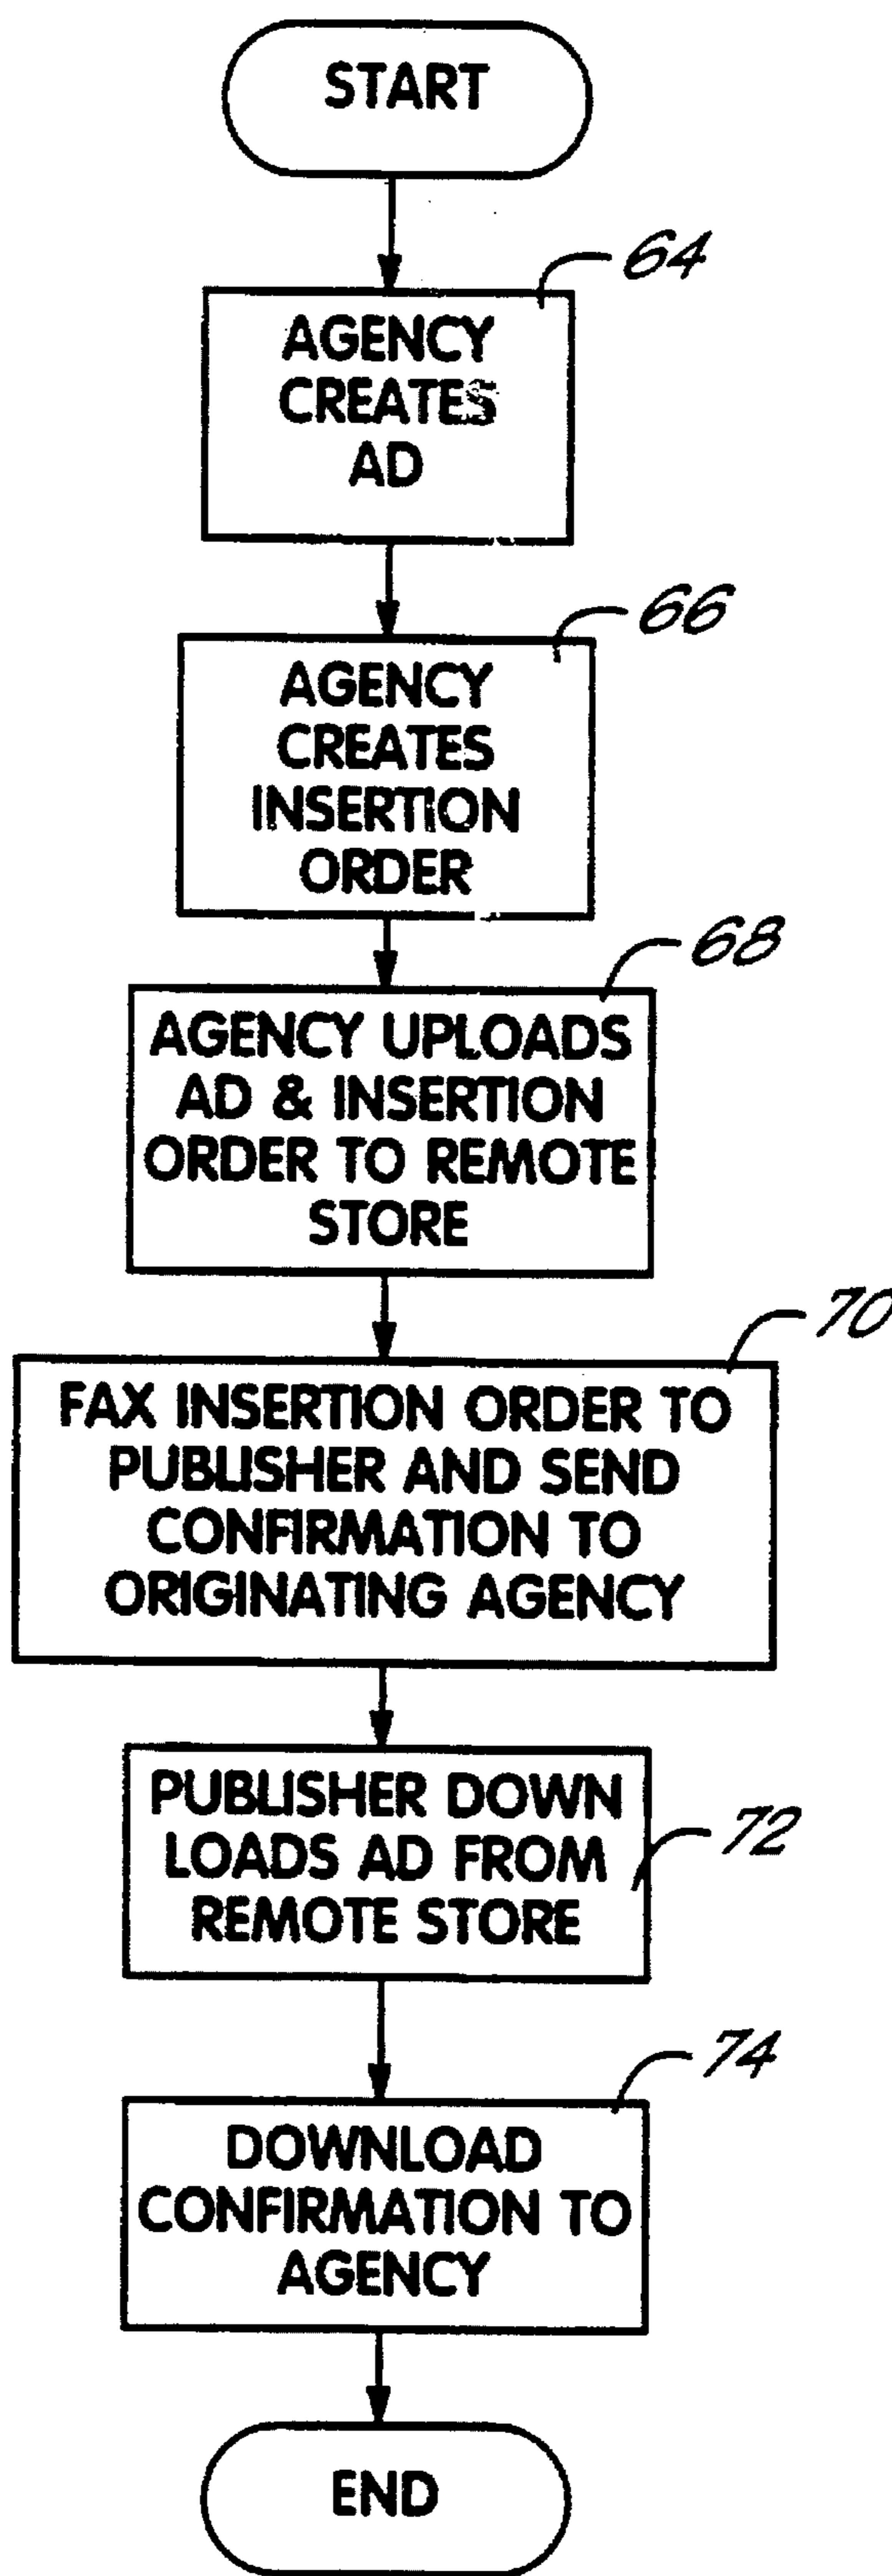 START
64
AGENCY
CREATES
AD
66
AGENCY
CREATES
INSERTION
ORDER
68
AGENCY UPLOADS
AD & INSERTION
ORDER TO REMOTE
STORE
70
FAX INSERTION ORDER TO
PUBLISHER AND SEND
CONFIRMATION TO
ORIGINATING AGENCY
PUBLISHER DOWN
LOADS AD FROM
REMOTE STORE
72
74
DOWNLOAD
CONFIRMATION TO
AGENCY
END